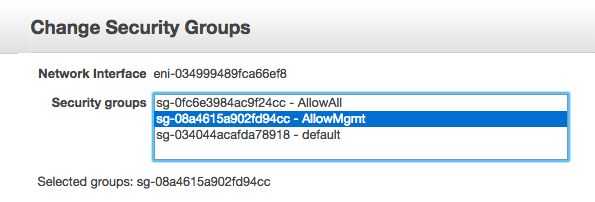 Change Security Groups
Network Interface eni-034999489fca66ef8
Security groups
sg-0fc6e3984ac9f24cc - AllowAll
sg-08a4615a902fd94cc - AllowMgmt
sg-034044acafda78918 - default
Selected groups: sg-08a4615a902fd94cc